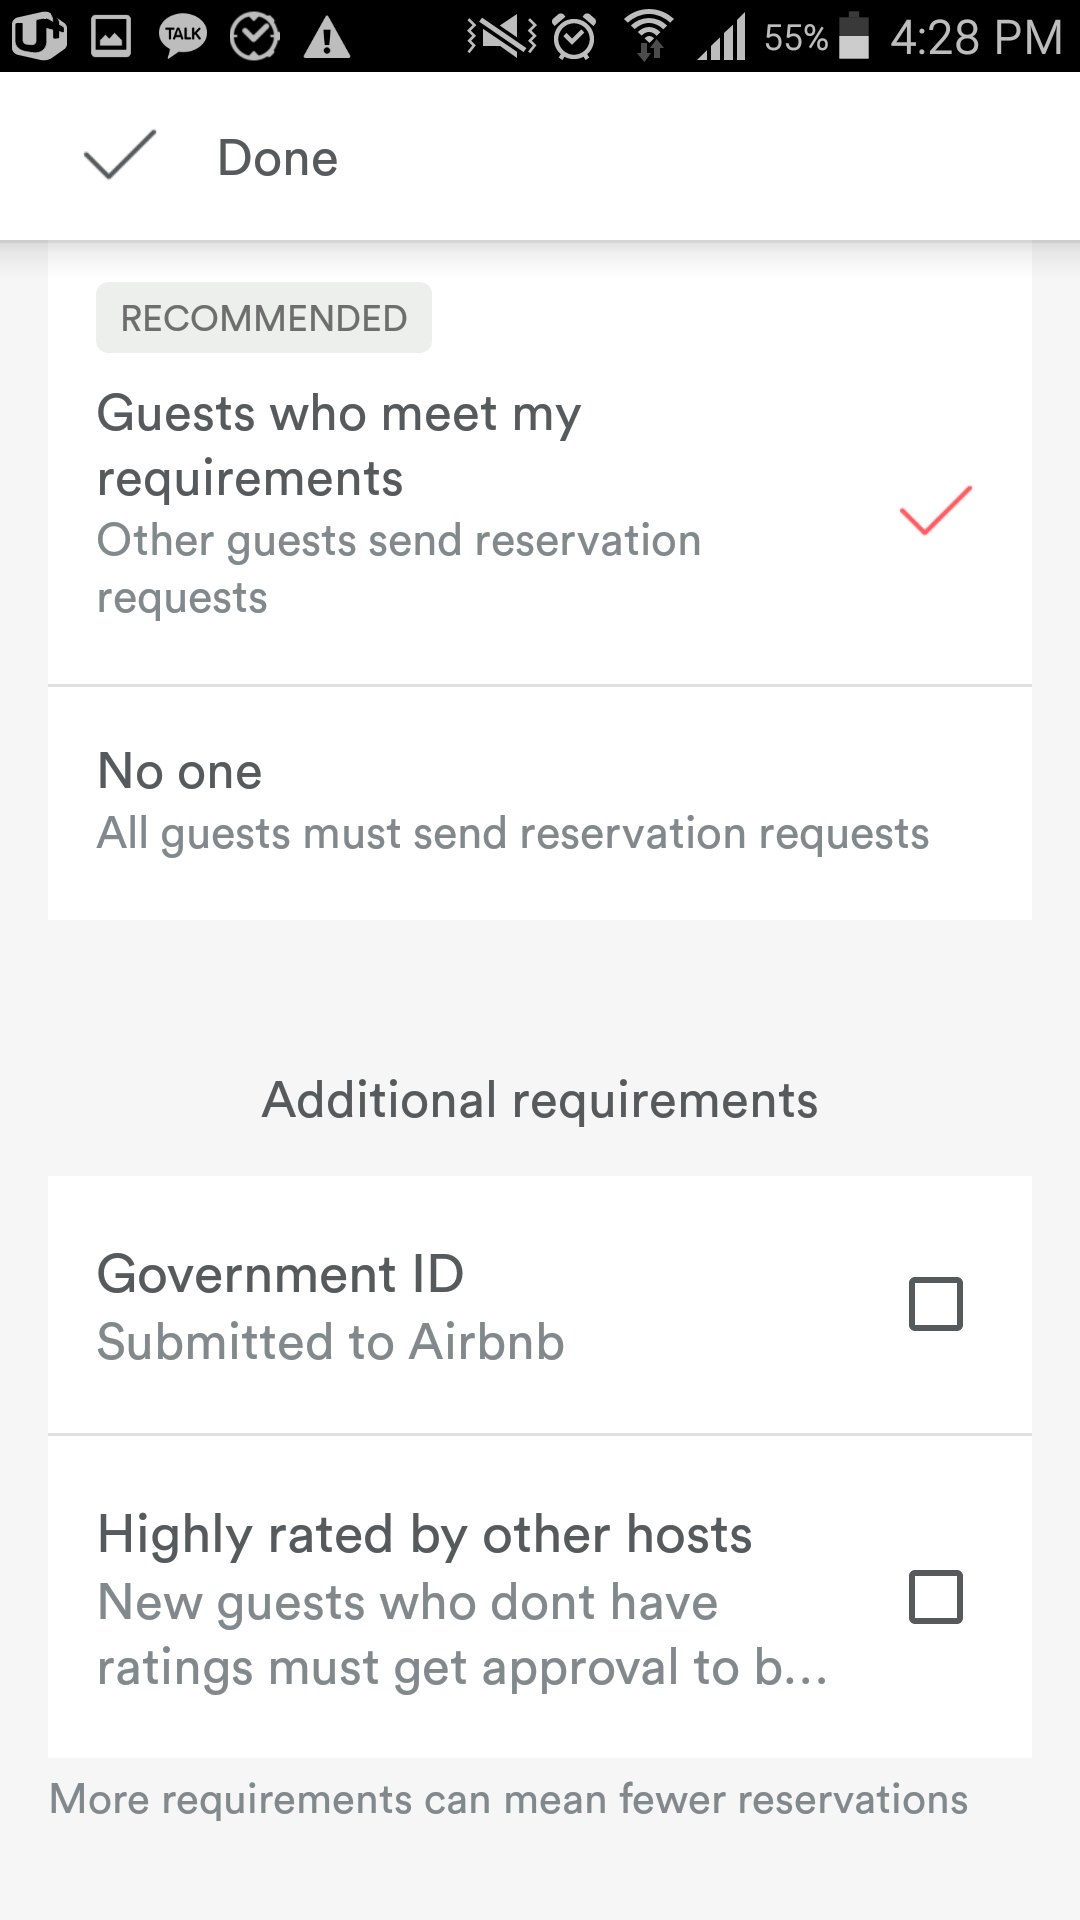 TALK
55%
4:28 PM
Done
RECOMMENDED
Guests who meet my
requirements
Other guests send reservation
requests
No one
All guests must send reservation requests
Additional requirements
Government ID
Submitted to Airbnb
Highly rated by other hosts
New guests who dont have
ratings must get approval to b...
More requirements can mean fewer reservations